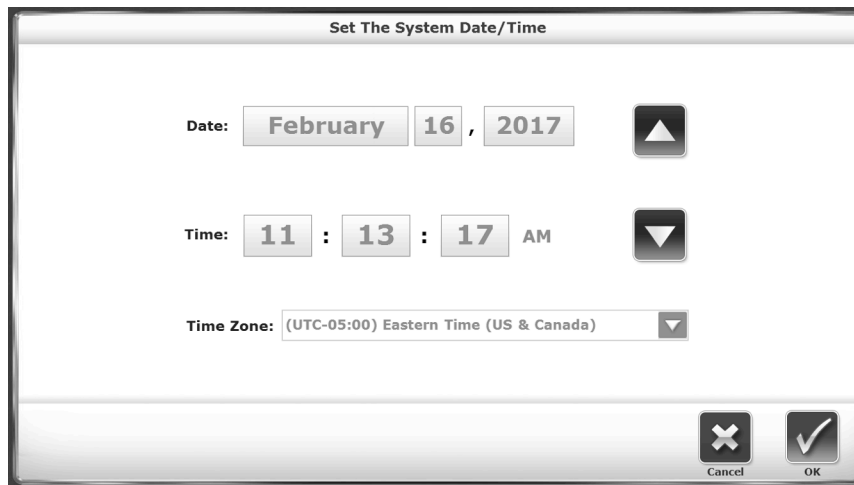 Set The System Date/Time
Date: February 16 , 2017
Time: 11 : 13 : 17 AM
Time Zone: (UTC-05:00) Eastern Time (US & Canada)
Cancel OK